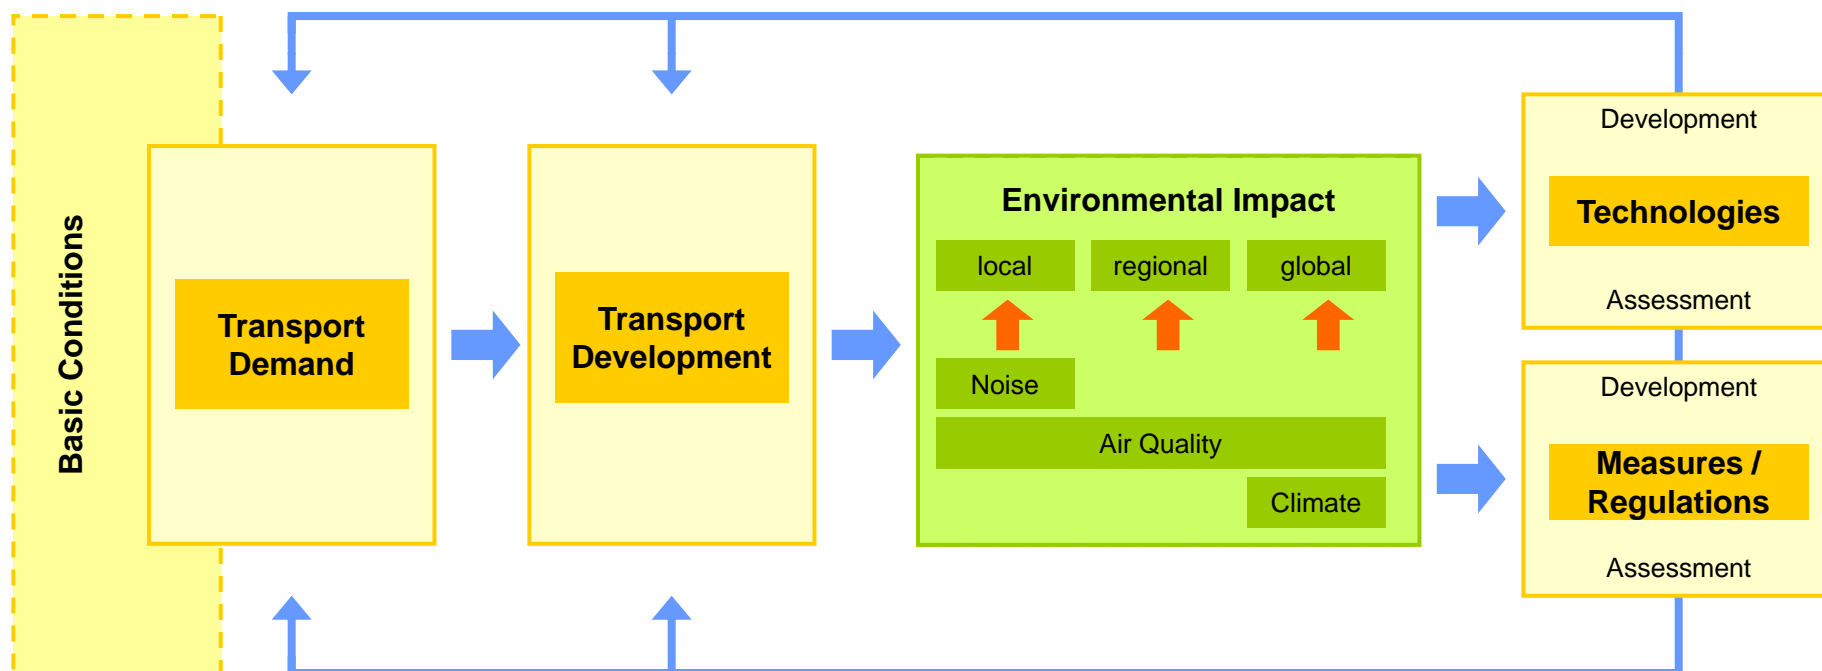 Basic Conditions
Transport
Demand
Transport
Development
Environmental Impact
local
regional
global
Noise
Air Quality
Climate
Development
Technologies
Assessment
Development
Measures /
Regulations
Assessment